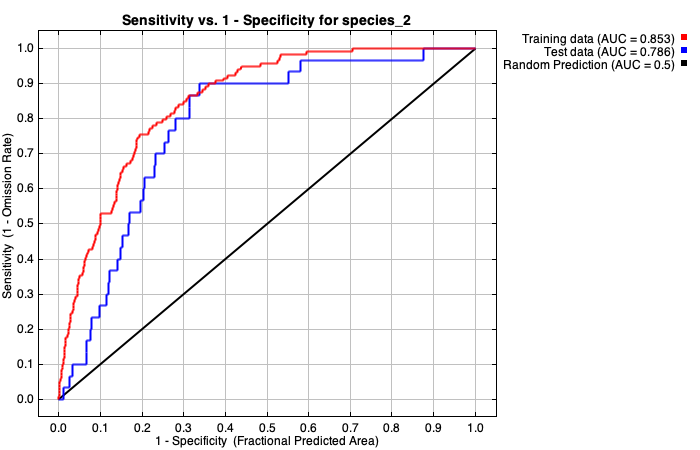 Sensitivity vs. 1 - Specificity for species_2
Training data (AUC = 0.853)
Test data (AUC = 0.786)
Random Prediction (AUC = 0.5)
Sensitivity (1 - Omission Rate)
1.0
0.9
0.8
0.7
0.6
0.5
0.4
0.3
0.2
0.1
0.0
0.0 0.1 0.2 0.3 0.4 0.5 0.6 0.7 0.8 0.9 1.0
1 - Specificity (Fractional Predicted Area)